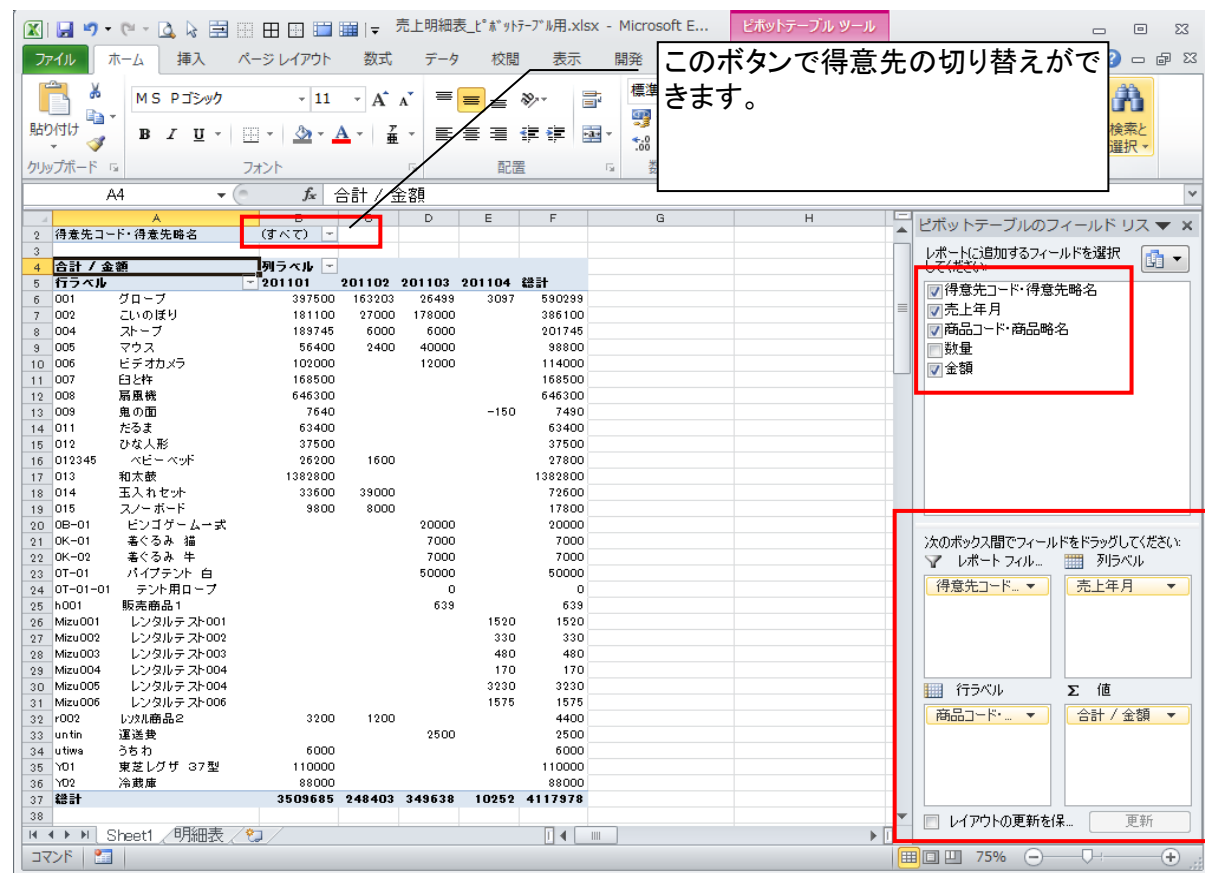 売上明細表_ﾋﾟﾎﾞｯﾄﾃｰﾌﾞﾙ用.xlsx - Microsoft E...
ピボットテーブル ツール
ファイル ホーム 挿入 ページ レイアウト 数式 データ 校閲 表示 開発
このボタンで得意先の切り替えができます。
貼り付け
ＭＳ Ｐゴシック 11
標準
検索と
選択
クリップボード フォント 配置
A4 fx 合計 / 金額
A B C D E F G H
2 得意先コード・得意先略名 (すべて)
3
4 合計 / 金額 列ラベル
5 行ラベル 201101 201102 201103 201104 総計
6 001 グローブ 397500 163203 26499 3097 590299
7 002 こいのぼり 181100 27000 178000 386100
8 004 ストーブ 189745 6000 6000 201745
9 005 マウス 56400 2400 40000 98800
10 006 ビデオカメラ 102000 12000 114000
11 007 臼と杵 168500 168500
12 008 扇風機 646300 646300
13 009 鬼の面 7640 -150 7490
14 011 だるま 63400 63400
15 012 ひな人形 37500 37500
16 012345 ベビーベッド 26200 1600 27800
17 013 和太鼓 1382800 1382800
18 014 玉入れセット 33600 39000 72600
19 015 スノーボード 9800 8000 17800
20 OB-01 ビンゴゲーム一式 20000 20000
21 OK-01 着ぐるみ 猫 7000 7000
22 OK-02 着ぐるみ 牛 7000 7000
23 OT-01 パイプテント 白 50000 50000
24 OT-01-01 テント用ロープ 0 0
25 h001 販売商品1 639 639
26 Mizu001 レンタルテスト001 1520 1520
27 Mizu002 レンタルテスト002 330 330
28 Mizu003 レンタルテスト003 480 480
29 Mizu004 レンタルテスト004 170 170
30 Mizu005 レンタルテスト004 3230 3230
31 Mizu006 レンタルテスト006 1575 1575
32 r002 ﾚﾝﾀﾙ商品2 3200 1200 4400
33 untin 運送費 2500 2500
34 utiwa うちわ 6000 6000
35 Y01 東芝レグザ 37型 110000 110000
36 Y02 冷蔵庫 88000 88000
37 総計 3509685 248403 349638 10252 4117978
38
Sheet1 明細表
コマンド 75%
ピボットテーブルのフィールド リス
レポートに追加するフィールドを選択
してください:
得意先コード・得意先略名
売上年月
商品コード・商品略名
数量
金額
次のボックス間でフィールドをドラッグしてください:
レポート フィル... 列ラベル
得意先コード... 売上年月
行ラベル Σ 値
商品コード・... 合計 / 金額
レイアウトの更新を保... 更新